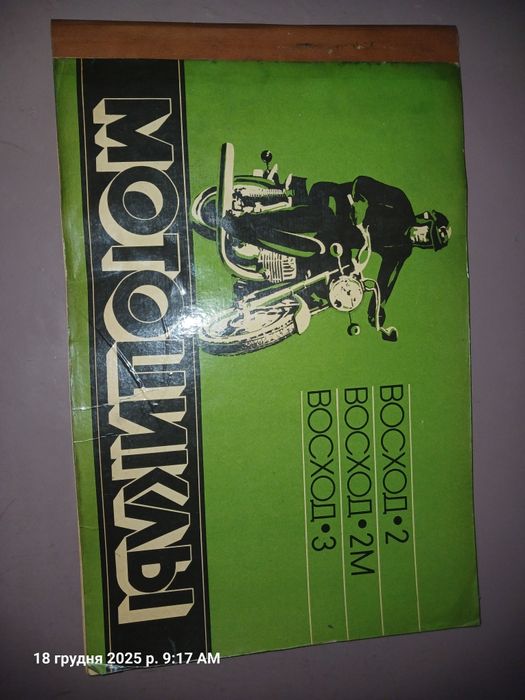 МОТОЦИКЛЫ
ВОСХОД•2
ВОСХОД•2М
ВОСХОД•3
18 грудня 2025 р. 9:17 AM